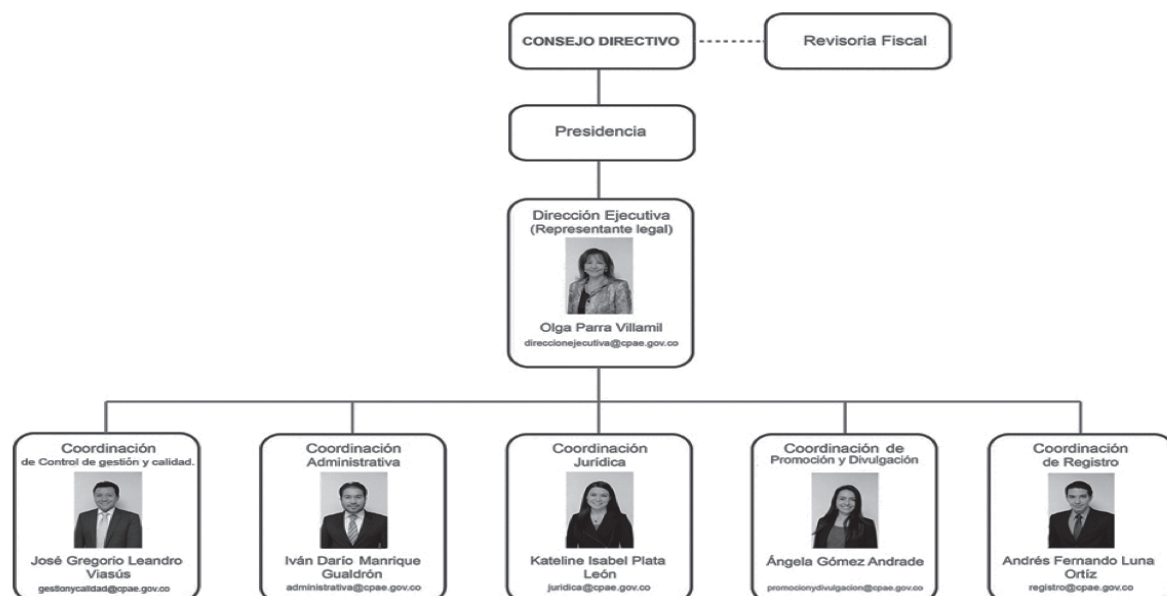 CONSEJO DIRECTIVO
Revisoria Fiscal
Presidencia
Dirección Ejecutiva
(Representante legal)
Olga Parra Villamil
direccionejecutiva@cpae.gov.co
Coordinación
de Control de gestión y calidad.
José Gregorio Leandro
Viasús
gestionycalidad@cpae.gov.co
Coordinación
Administrativa
Iván Darío Manrique
Gualdrón
administrativa@cpae.gov.co
Coordinación
Jurídica
Kateline Isabel Plata
León
juridica@cpae.gov.co
Coordinación de
Promoción y Divulgación
Ángela Gómez Andrade
promocionydivulgacion@cpae.gov.co
Coordinación
de Registro
Andrés Fernando Luna
Ortíz
registro@cpae.gov.co